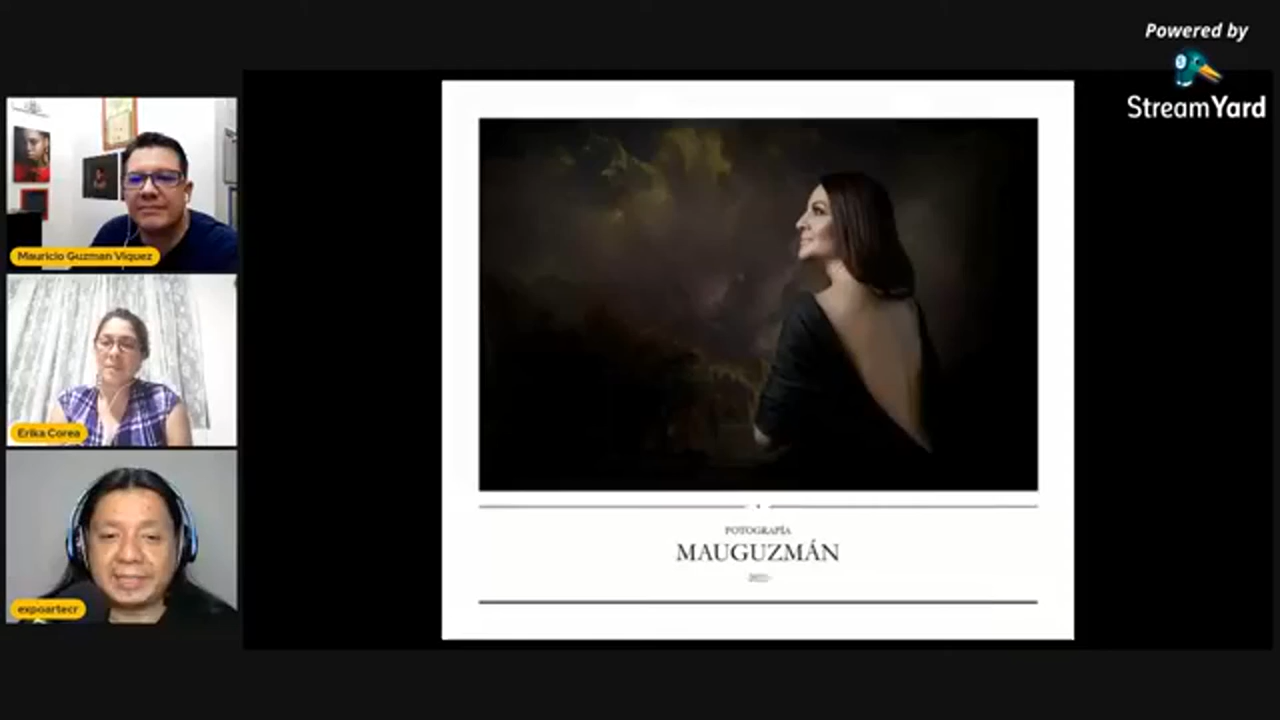 Powered by
StreamYard
Mauricio Guzman Viquez
Erika Corea
expoartecr
FOTOGRAFÍA
MAUGUZMÁN